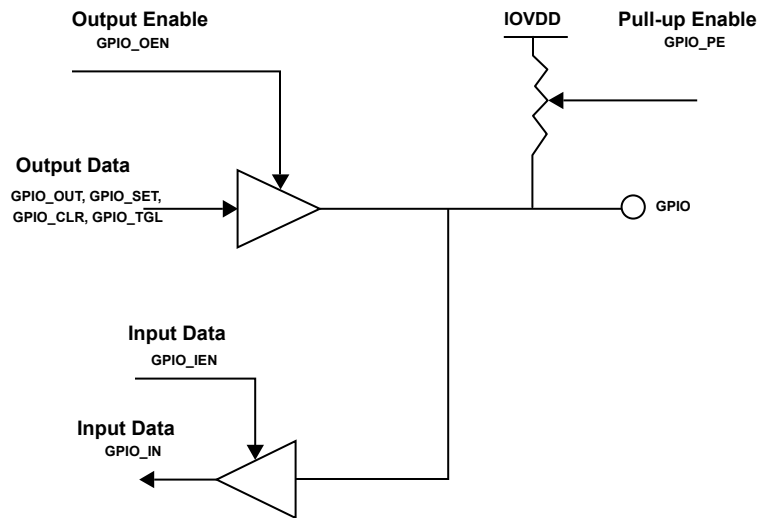 Output Enable
GPIO_OEN
IOVDD
Pull-up Enable
GPIO_PE
Output Data
GPIO_OUT, GPIO_SET,
GPIO_CLR, GPIO_TGL
GPIO
Input Data
GPIO_IEN
Input Data
GPIO_IN